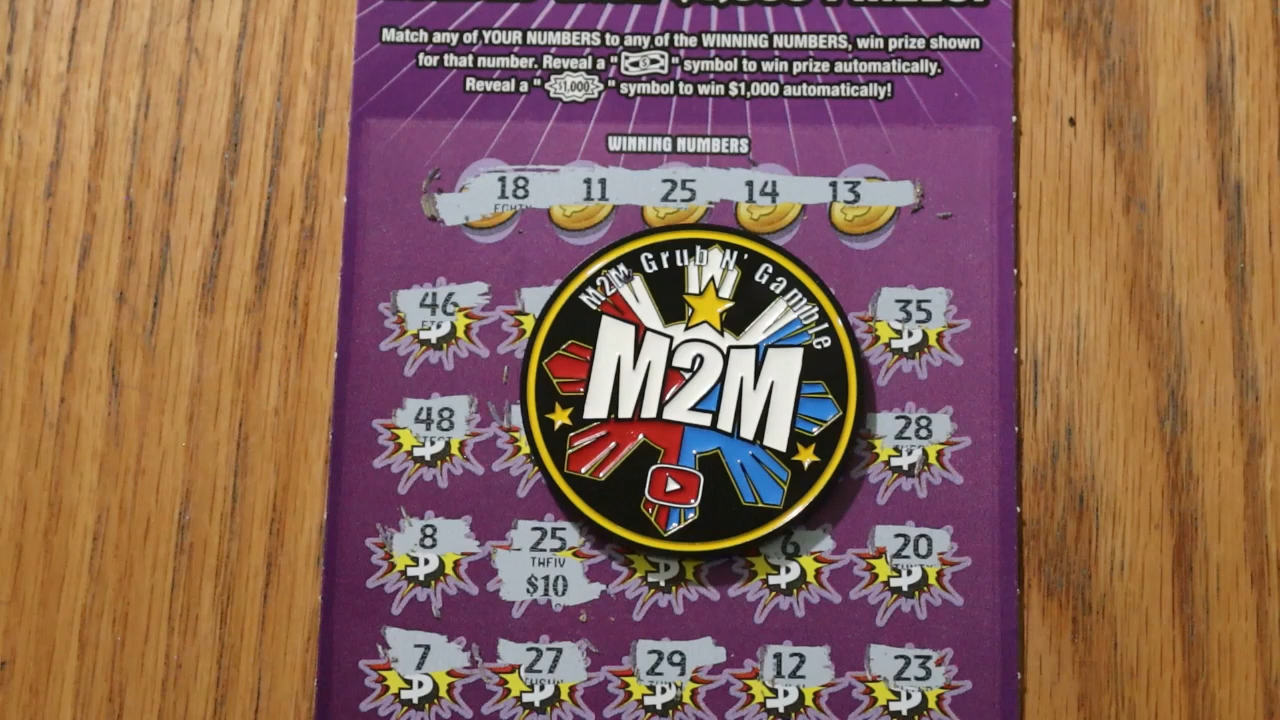 Match any of YOUR NUMBERS to any of the WINNING NUMBERS, win prize shown
for that number. Reveal a " " symbol to win prize automatically.
Reveal a " $1,000 " symbol to win $1,000 automatically!
WINNING NUMBERS
18 11 25 14 13
M2M Grub N' Gamble
M2M
46 35
48 28
8 25 6 20
THFIV
$10
7 27 29 12 23